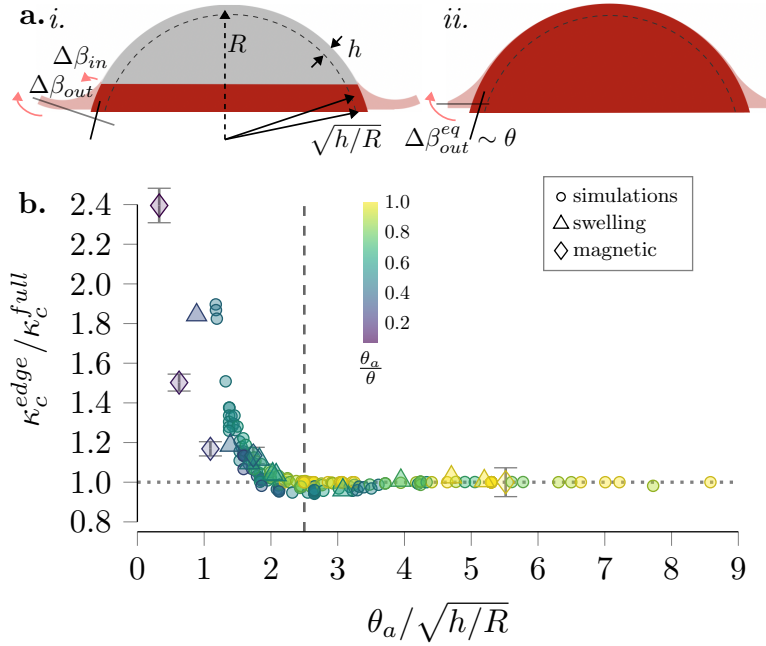 a. i. ii.
R
h
Δβ_in
Δβ_out
√h/R
Δβ_out^eq ∼ θ
b.
κ_c^edge / κ_c^full
2.4
2.2
2.0
1.8
1.6
1.4
1.2
1.0
0.8
1.0
0.8
0.6
0.4
0.2
θ_a/θ
simulations
swelling
magnetic
0 1 2 3 4 5 6 7 8 9
θ_a/√h/R